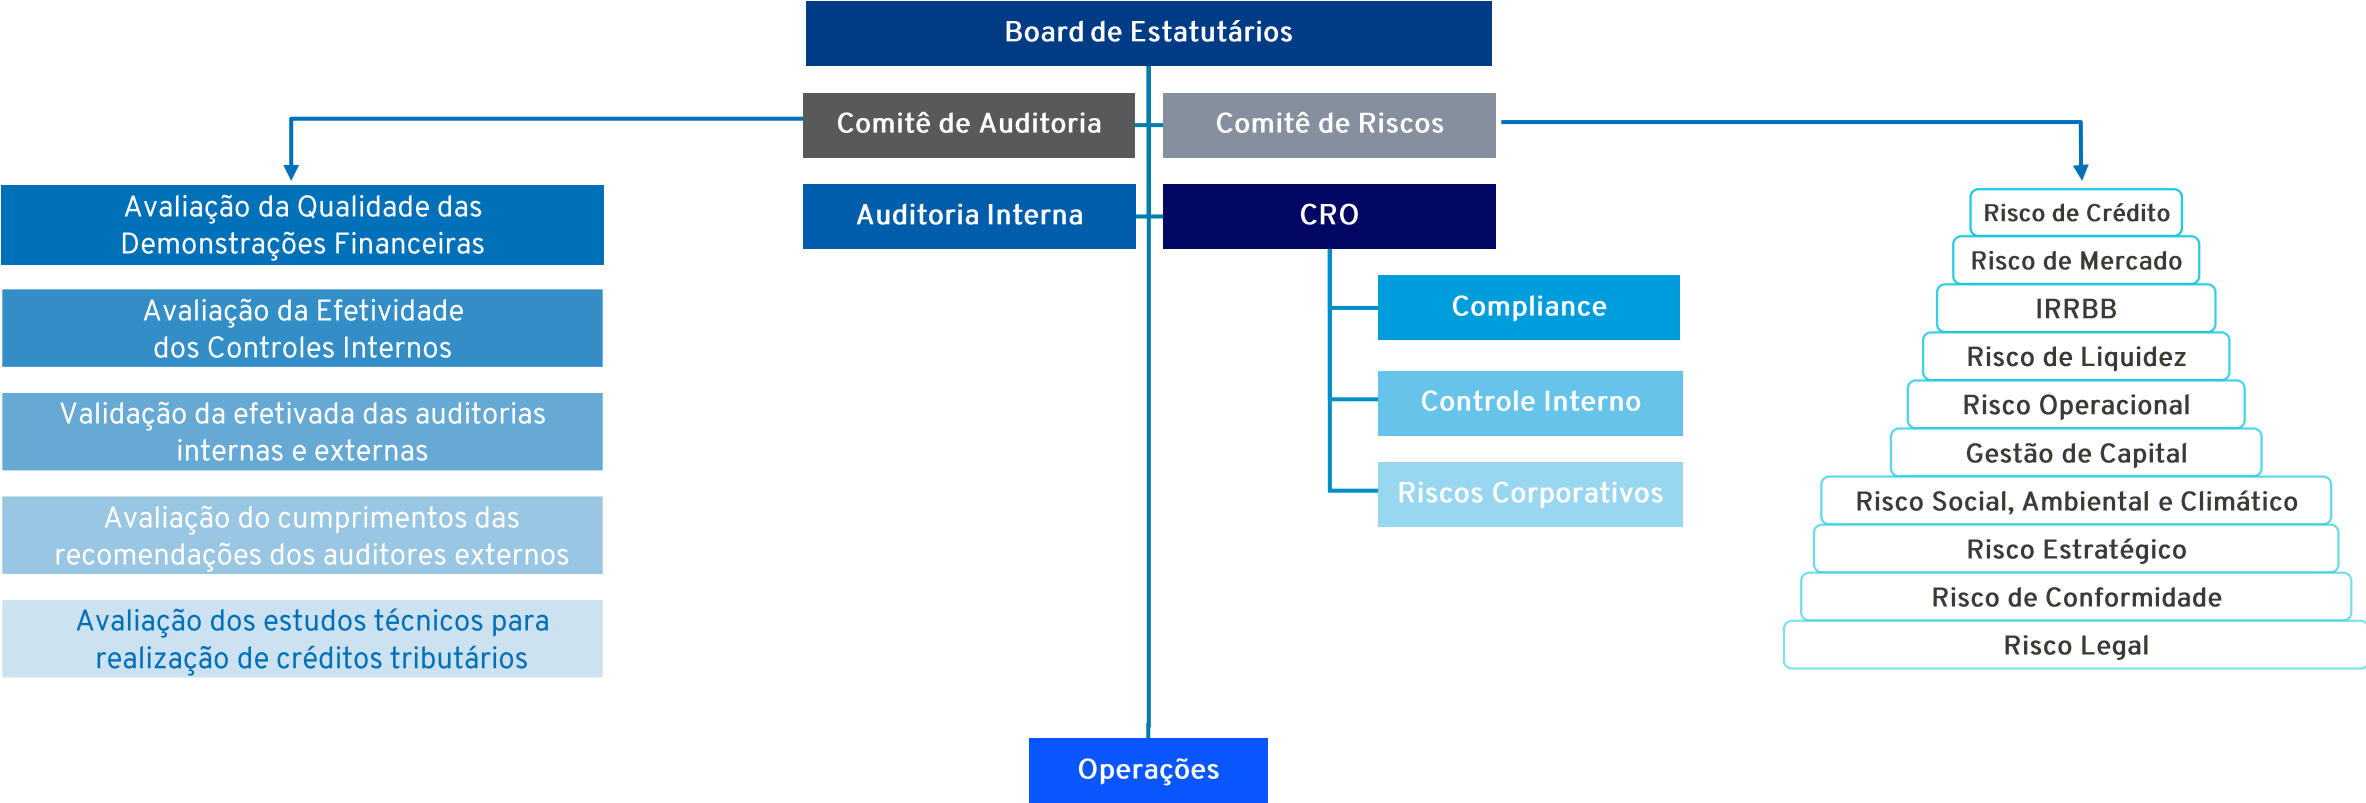 Board de Estatutários
Comitê de Auditoria
Comitê de Riscos
Auditoria Interna
CRO
Compliance
Controle Interno
Riscos Corporativos
Operações
Avaliação da Qualidade das
Demonstrações Financeiras
Avaliação da Efetividade
dos Controles Internos
Validação da efetivada das auditorias
internas e externas
Avaliação do cumprimentos das
recomendações dos auditores externos
Avaliação dos estudos técnicos para
realização de créditos tributários
Risco de Crédito
Risco de Mercado
IRRBB
Risco de Liquidez
Risco Operacional
Gestão de Capital
Risco Social, Ambiental e Climático
Risco Estratégico
Risco de Conformidade
Risco Legal